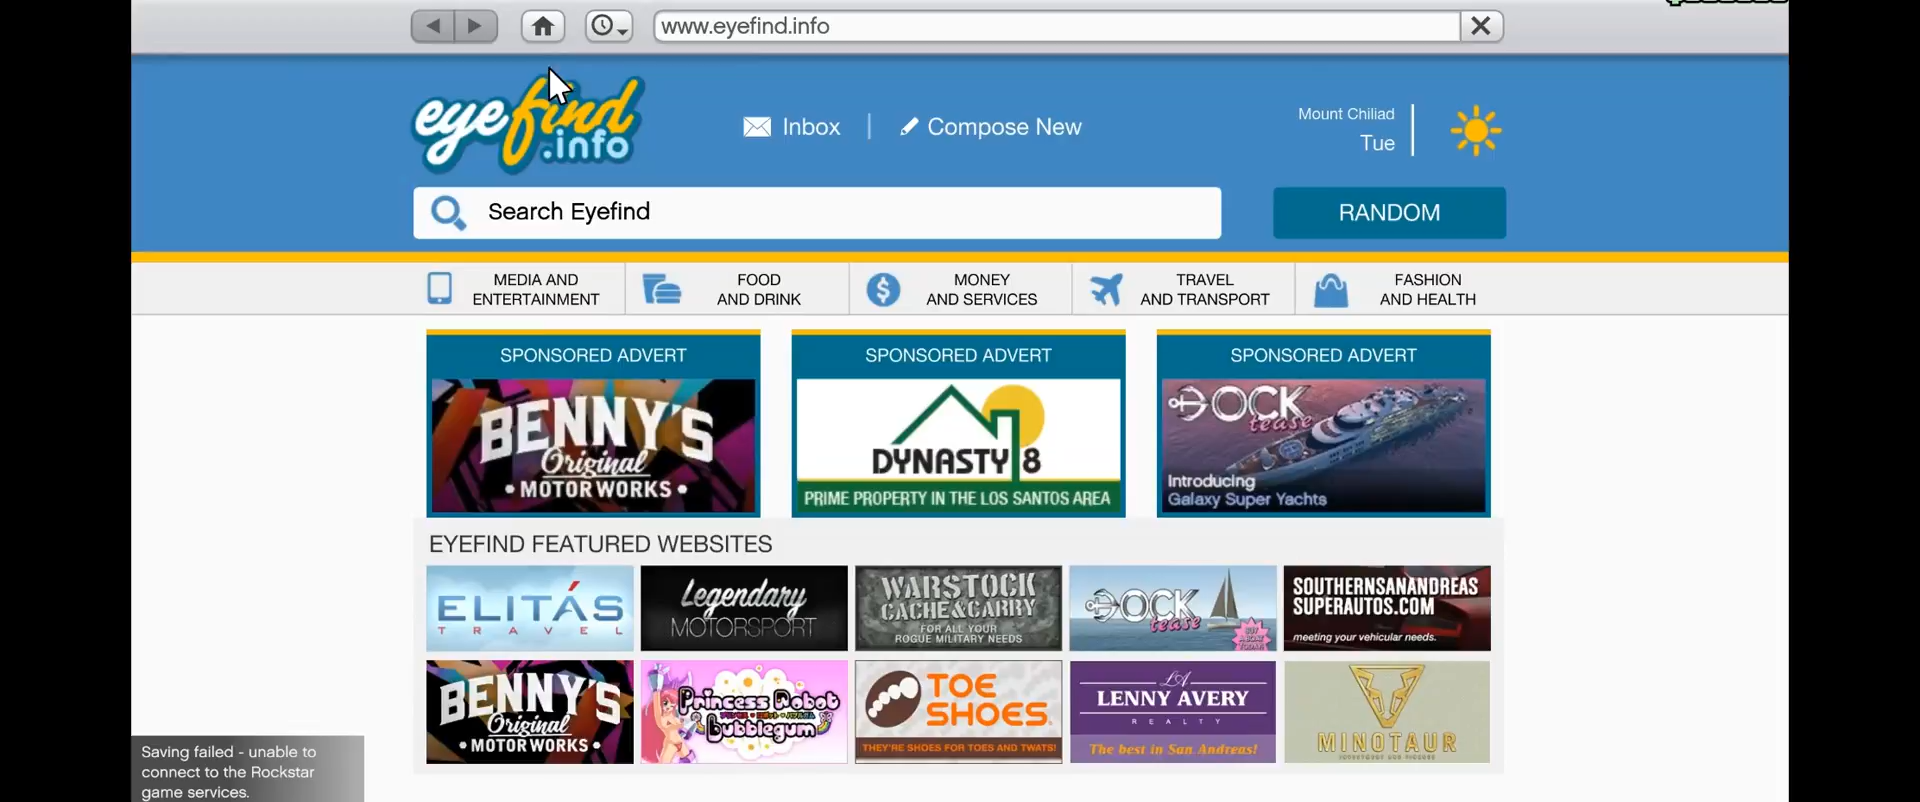 www.eyefind.info
eyefind
.info
Inbox
Compose New
Mount Chiliad
Tue
Search Eyefind
RANDOM
MEDIA AND
ENTERTAINMENT
FOOD
AND DRINK
MONEY
AND SERVICES
TRAVEL
AND TRANSPORT
FASHION
AND HEALTH
SPONSORED ADVERT
BENNY'S
Original
• MOTOR WORKS •
SPONSORED ADVERT
DYNASTY 8
PRIME PROPERTY IN THE LOS SANTOS AREA
SPONSORED ADVERT
DOCK
tease
Introducing
Galaxy Super Yachts
EYEFIND FEATURED WEBSITES
ELITÁS
TRAVEL
Legendary
MOTORSPORT
WARSTOCK
CACHE & CARRY
FOR ALL YOUR
ROGUE MILITARY NEEDS
DOCK
tease
BUY
A BOAT
TODAY!
SOUTHERNSANANDREAS
SUPERAUTOS.COM
meeting your vehicular needs.
BENNY'S
Original
• MOTOR WORKS •
Princess Robot
Bubblegum
TOE
SHOES
THEY'RE SHOES FOR TOES AND TWATS!
LA
LENNY AVERY
REALTY
The best in San Andreas!
MINOTAUR
Saving failed - unable to
connect to the Rockstar
game services.